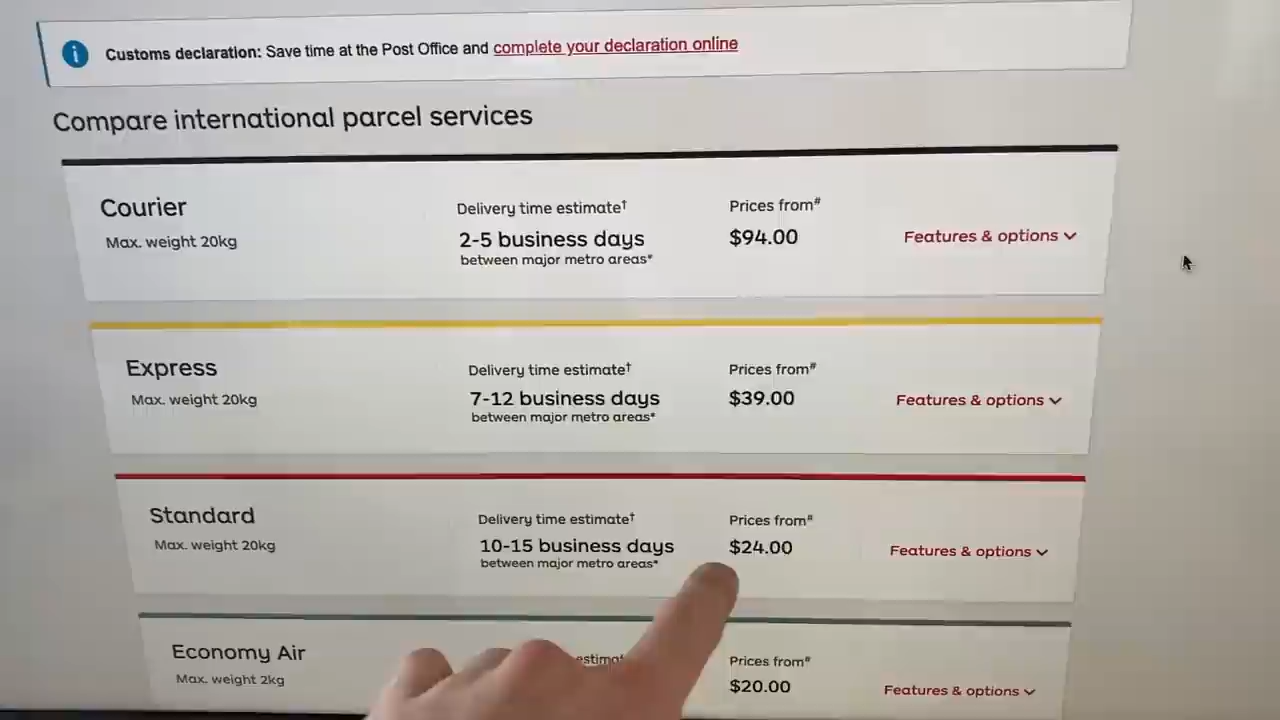 Customs declaration: Save time at the Post Office and complete your declaration online
Compare international parcel services
Courier
Max. weight 20kg
Delivery time estimate†
2-5 business days
between major metro areas*
Prices from#
$94.00
Features & options
Express
Max. weight 20kg
Delivery time estimate†
7-12 business days
between major metro areas*
Prices from#
$39.00
Features & options
Standard
Max. weight 20kg
Delivery time estimate†
10-15 business days
between major metro areas*
Prices from#
$24.00
Features & options
Economy Air
Max. weight 2kg
Prices from#
$20.00
Features & options